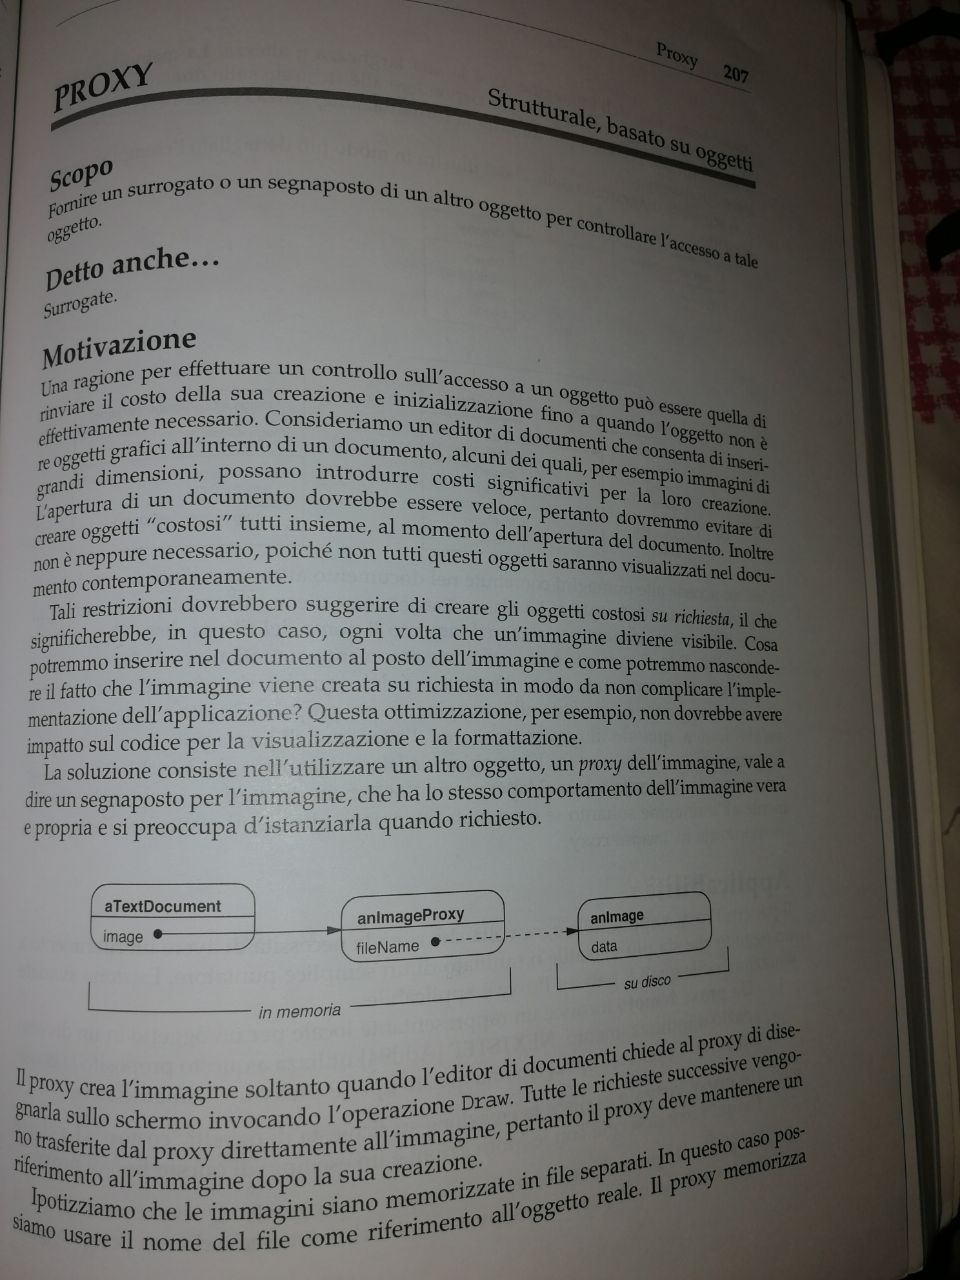 Proxy 207
PROXY
Strutturale, basato su oggetti
Scopo
Fornire un surrogato o un segnaposto di un altro oggetto per controllare l'accesso a tale
oggetto.
Detto anche…
Surrogate.
Motivazione
Una ragione per effettuare un controllo sull'accesso a un oggetto può essere quella di
rinviare il costo della sua creazione e inizializzazione fino a quando l'oggetto non è
effettivamente necessario. Consideriamo un editor di documenti che consenta di inseri-
re oggetti grafici all'interno di un documento, alcuni dei quali, per esempio immagini di
grandi dimensioni, possano introdurre costi significativi per la loro creazione.
L'apertura di un documento dovrebbe essere veloce, pertanto dovremmo evitare di
creare oggetti "costosi" tutti insieme, al momento dell'apertura del documento. Inoltre
non è neppure necessario, poiché non tutti questi oggetti saranno visualizzati nel docu-
mento contemporaneamente.
Tali restrizioni dovrebbero suggerire di creare gli oggetti costosi su richiesta, il che
significherebbe, in questo caso, ogni volta che un'immagine diviene visibile. Cosa
potremmo inserire nel documento al posto dell'immagine e come potremmo nasconde-
re il fatto che l'immagine viene creata su richiesta in modo da non complicare l'imple-
mentazione dell'applicazione? Questa ottimizzazione, per esempio, non dovrebbe avere
impatto sul codice per la visualizzazione e la formattazione.
La soluzione consiste nell'utilizzare un altro oggetto, un proxy dell'immagine, vale a
dire un segnaposto per l'immagine, che ha lo stesso comportamento dell'immagine vera
e propria e si preoccupa d'istanziarla quando richiesto.
aTextDocument
image
anImageProxy
fileName
anImage
data
in memoria
su disco
Il proxy crea l'immagine soltanto quando l'editor di documenti chiede al proxy di dise-
gnarla sullo schermo invocando l'operazione Draw. Tutte le richieste successive vengo-
no trasferite dal proxy direttamente all'immagine, pertanto il proxy deve mantenere un
riferimento all'immagine dopo la sua creazione.
Ipotizziamo che le immagini siano memorizzate in file separati. In questo caso pos-
siamo usare il nome del file come riferimento all'oggetto reale. Il proxy memorizza